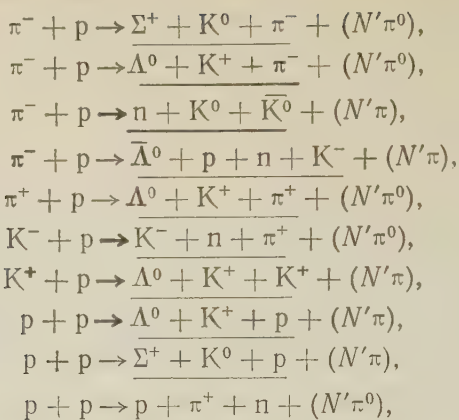 π⁻ + p → Σ⁺ + K⁰ + π⁻ + (N′π⁰),
π⁻ + p → Λ⁰ + K⁺ + π⁻ + (N′π⁰),
π⁻ + p → n + K⁰ + K̅⁰ + (N′π),
π⁻ + p → Λ̅⁰ + p + n + K⁻ + (N′π),
π⁺ + p → Λ⁰ + K⁺ + π⁺ + (N′π⁰),
K⁻ + p → K⁻ + n + π⁺ + (N′π⁰),
K⁺ + p → Λ⁰ + K⁺ + K⁺ + (N′π),
p + p → Λ⁰ + K⁺ + p + (N′π),
p + p → Σ⁺ + K⁰ + p + (N′π),
p + p → p + π⁺ + n + (N′π⁰),